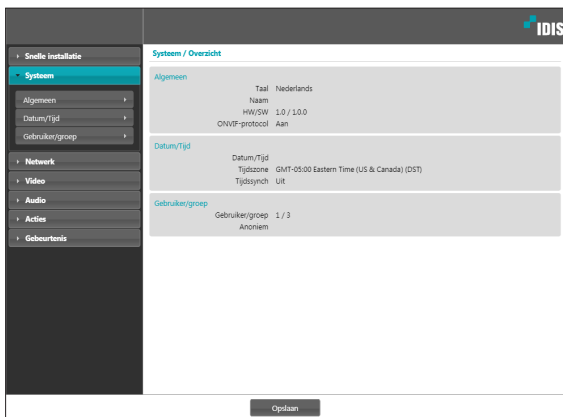 IDIS
Snelle installatie
Systeem
Algemeen
Datum/Tijd
Gebruiker/groep
Netwerk
Video
Audio
Acties
Gebeurtenis
Systeem / Overzicht
Algemeen
Taal Nederlands
Naam
HW/SW 1.0 / 1.0.0
ONVIF-protocol Aan
Datum/Tijd
Datum/Tijd
Tijdszone GMT-05:00 Eastern Time (US & Canada) (DST)
Tijdssynch Uit
Gebruiker/groep
Gebruiker/groep 1 / 3
Anoniem
Opslaan